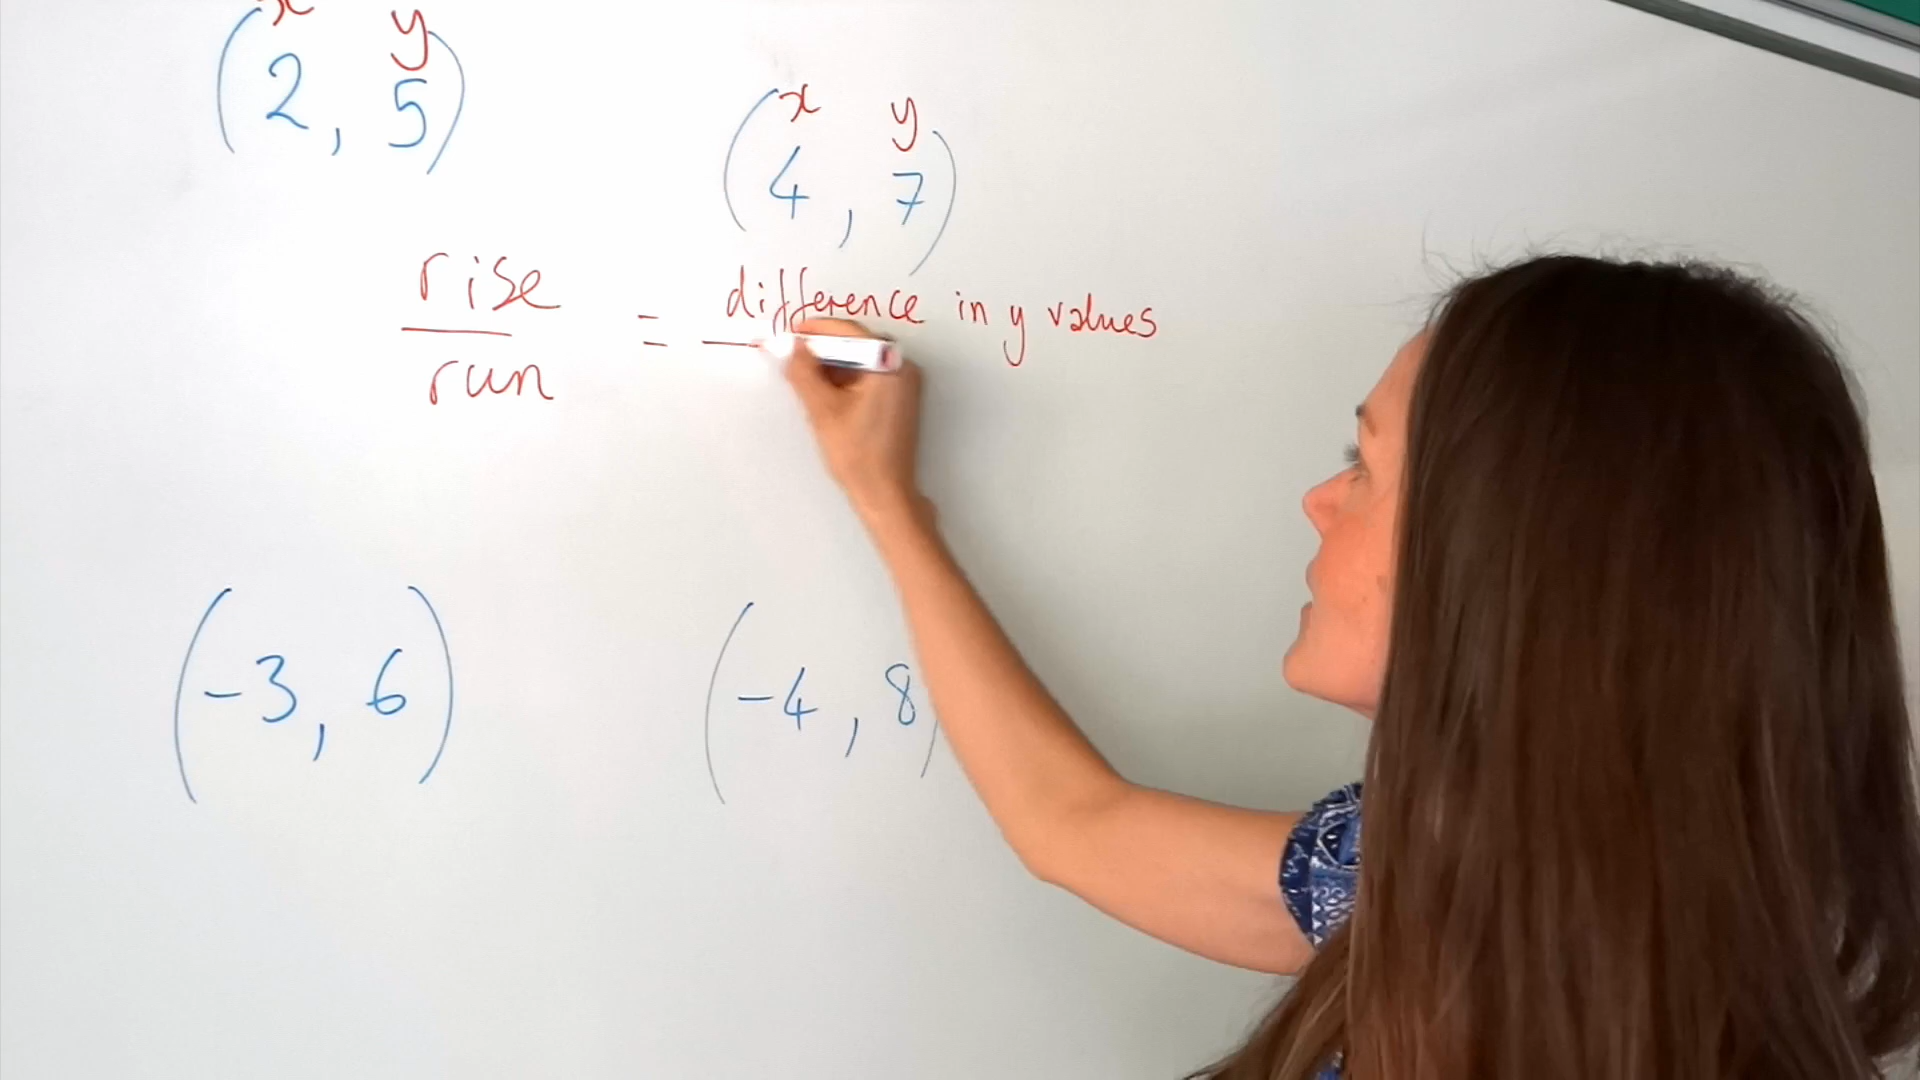 x y
(2, 5)
x y
(4, 7)
rise = difference in y values
run
(-3, 6) (-4, 8)